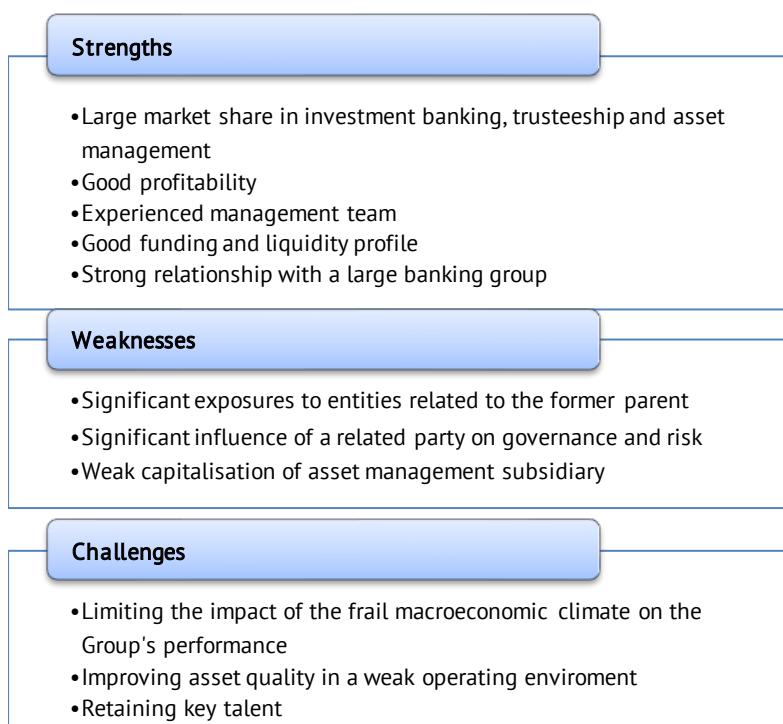 Strengths
•Large market share in investment banking, trusteeship and asset
management
•Good profitability
•Experienced management team
•Good funding and liquidity profile
•Strong relationship with a large banking group
Weaknesses
•Significant exposures to entities related to the former parent
•Significant influence of a related party on governance and risk
•Weak capitalisation of asset management subsidiary
Challenges
•Limiting the impact of the frail macroeconomic climate on the
Group's performance
•Improving asset quality in a weak operating enviroment
•Retaining key talent